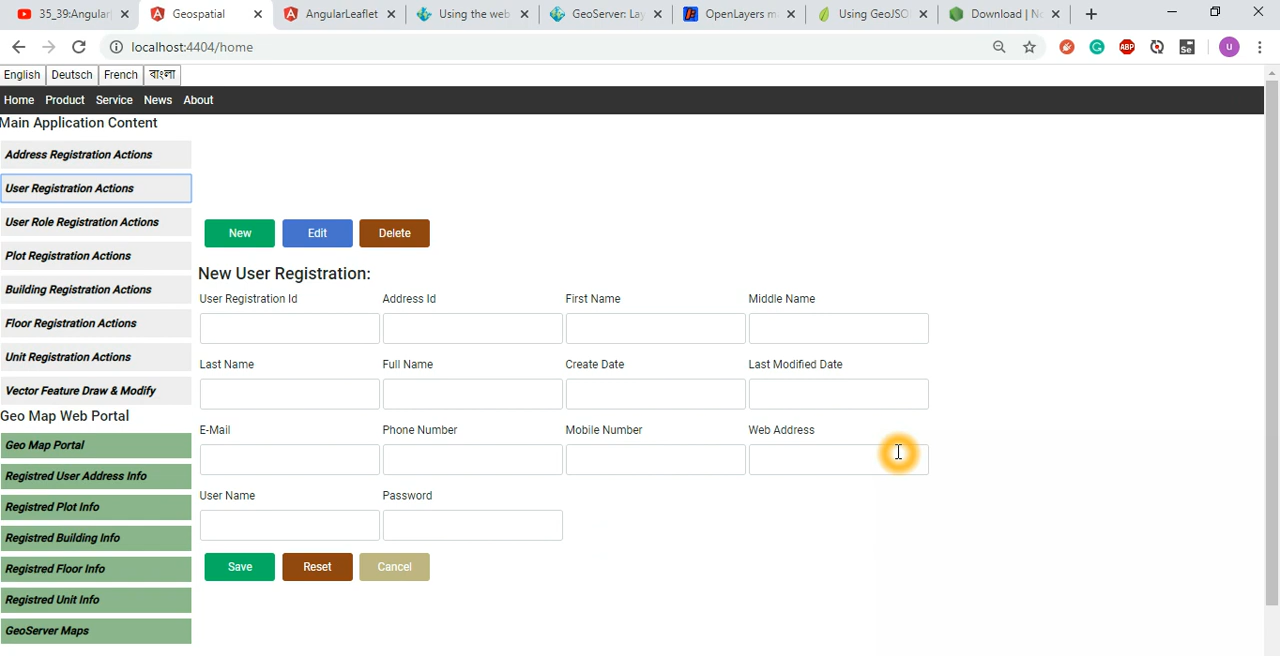 35_39:Angular
Geospatial
AngularLeaflet
Using the web
GeoServer: Lay
OpenLayers m
Using GeoJSO
Download | No
localhost:4404/home
ABP
Se
U
English Deutsch French বাংলা
Home Product Service News About
Main Application Content
Address Registration Actions
User Registration Actions
User Role Registration Actions
Plot Registration Actions
Building Registration Actions
Floor Registration Actions
Unit Registration Actions
Vector Feature Draw & Modify
Geo Map Web Portal
Geo Map Portal
Registred User Address Info
Registred Plot Info
Registred Building Info
Registred Floor Info
Registred Unit Info
GeoServer Maps
New Edit Delete
New User Registration:
User Registration Id Address Id First Name Middle Name
Last Name Full Name Create Date Last Modified Date
E-Mail Phone Number Mobile Number Web Address
User Name Password
Save Reset Cancel